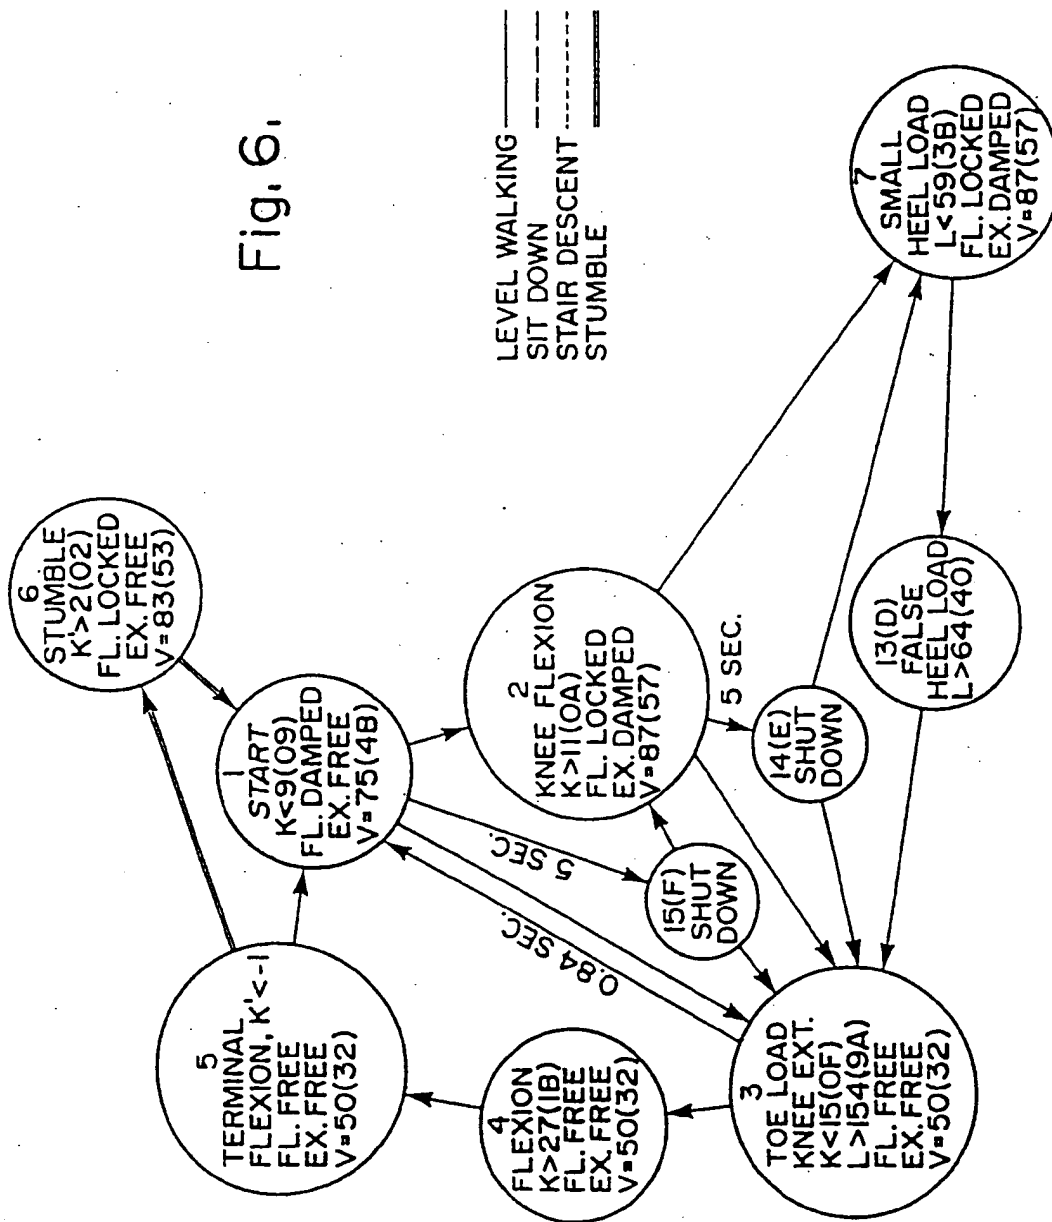 Fig. 6.
LEVEL WALKING
SIT DOWN
STAIR DESCENT
STUMBLE
6
STUMBLE
K'>2(02)
FL. LOCKED
EX. FREE
V=83(53)
5
TERMINAL
FLEXION, K'<-1
FL. FREE
EX. FREE
V=50(32)
1
START
K<9(09)
FL. DAMPED
EX. FREE
V=75(4B)
4
FLEXION
K>27(1B)
FL. FREE
EX. FREE
V=50(32)
5 SEC.
0.84 SEC.
2
KNEE FLEXION
K>11(0A)
FL. LOCKED
EX. DAMPED
V=87(57)
15(F)
SHUT
DOWN
5 SEC.
14(E)
SHUT
DOWN
3
TOE LOAD
KNEE EXT.
K<15(0F)
L>154(9A)
FL. FREE
EX. FREE
V=50(32)
13(D)
FALSE
HEEL LOAD
L>64(40)
7
SMALL
HEEL LOAD
L<59(3B)
FL. LOCKED
EX. DAMPED
V=87(57)